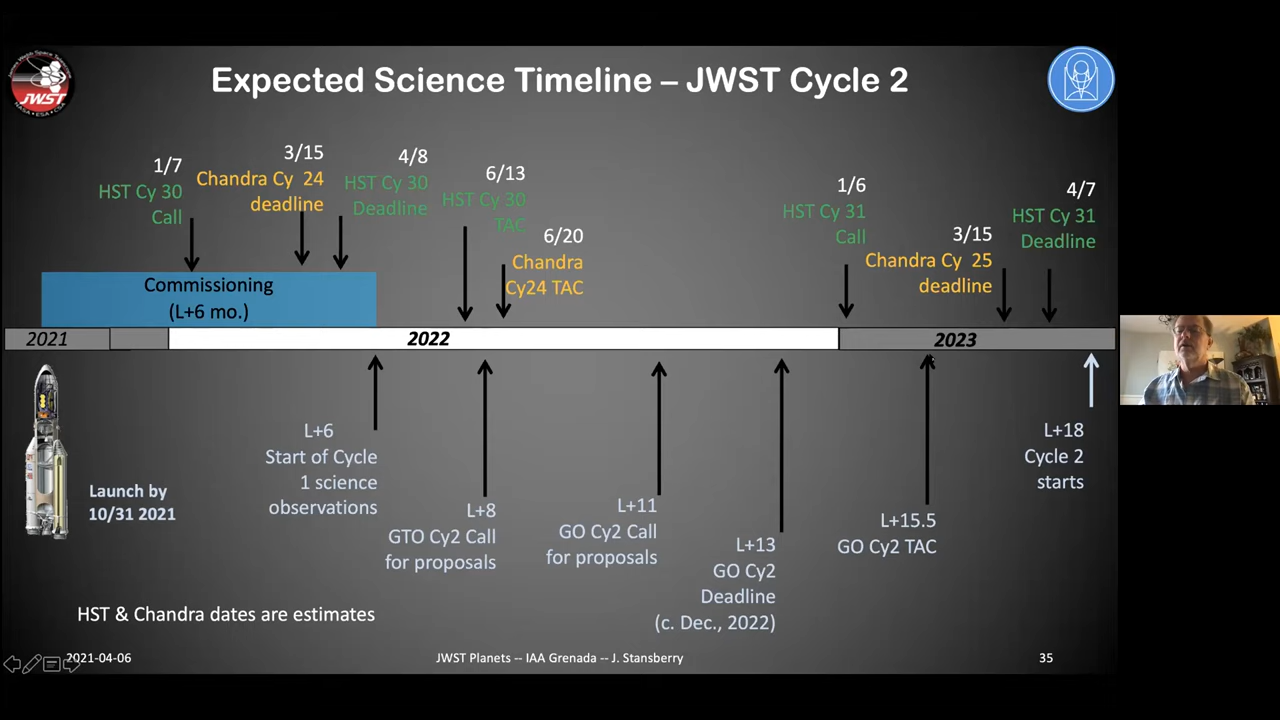 Expected Science Timeline – JWST Cycle 2
JWST
1/7
HST Cy 30
Call
3/15
Chandra Cy 24
deadline
4/8
HST Cy 30
Deadline
6/13
HST Cy 30
TAC
6/20
Chandra
Cy24 TAC
1/6
HST Cy 31
Call
3/15
Chandra Cy 25
deadline
4/7
HST Cy 31
Deadline
Commissioning
(L+6 mo.)
2021
2022
2023
Launch by
10/31 2021
L+6
Start of Cycle
1 science
observations
L+8
GTO Cy2 Call
for proposals
L+11
GO Cy2 Call
for proposals
L+13
GO Cy2
Deadline
(c. Dec., 2022)
L+15.5
GO Cy2 TAC
L+18
Cycle 2
starts
HST & Chandra dates are estimates
2021-04-06
JWST Planets -- IAA Grenada -- J. Stansberry
35